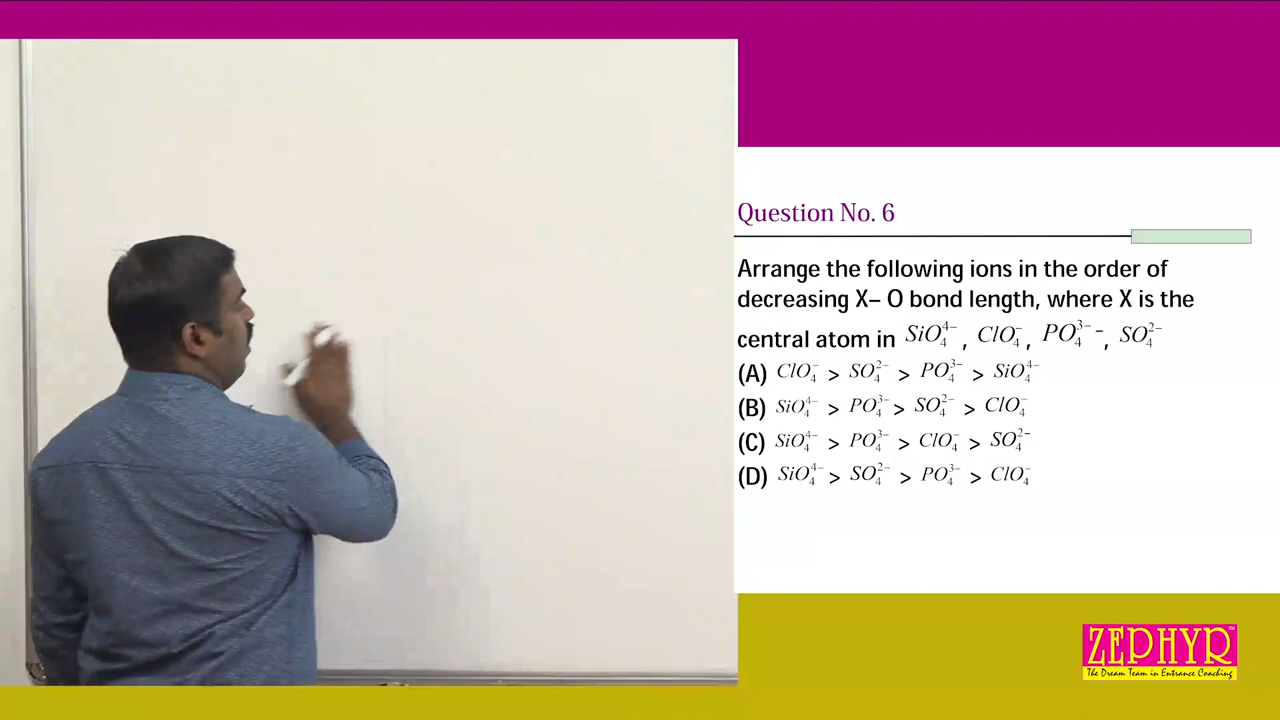 Question No. 6
Arrange the following ions in the order of
decreasing X– O bond length, where X is the
central atom in SiO₄⁴⁻, ClO₄⁻, PO₄³⁻⁻, SO₄²⁻
(A) ClO₄⁻ > SO₄²⁻ > PO₄³⁻ > SiO₄⁴⁻
(B) SiO₄⁴⁻ > PO₄³⁻ > SO₄²⁻ > ClO₄⁻
(C) SiO₄⁴⁻ > PO₄³⁻ > ClO₄⁻ > SO₄²⁻
(D) SiO₄⁴⁻ > SO₄²⁻ > PO₄³⁻ > ClO₄⁻
ZEPHYR™
The Dream Team in Entrance Coaching